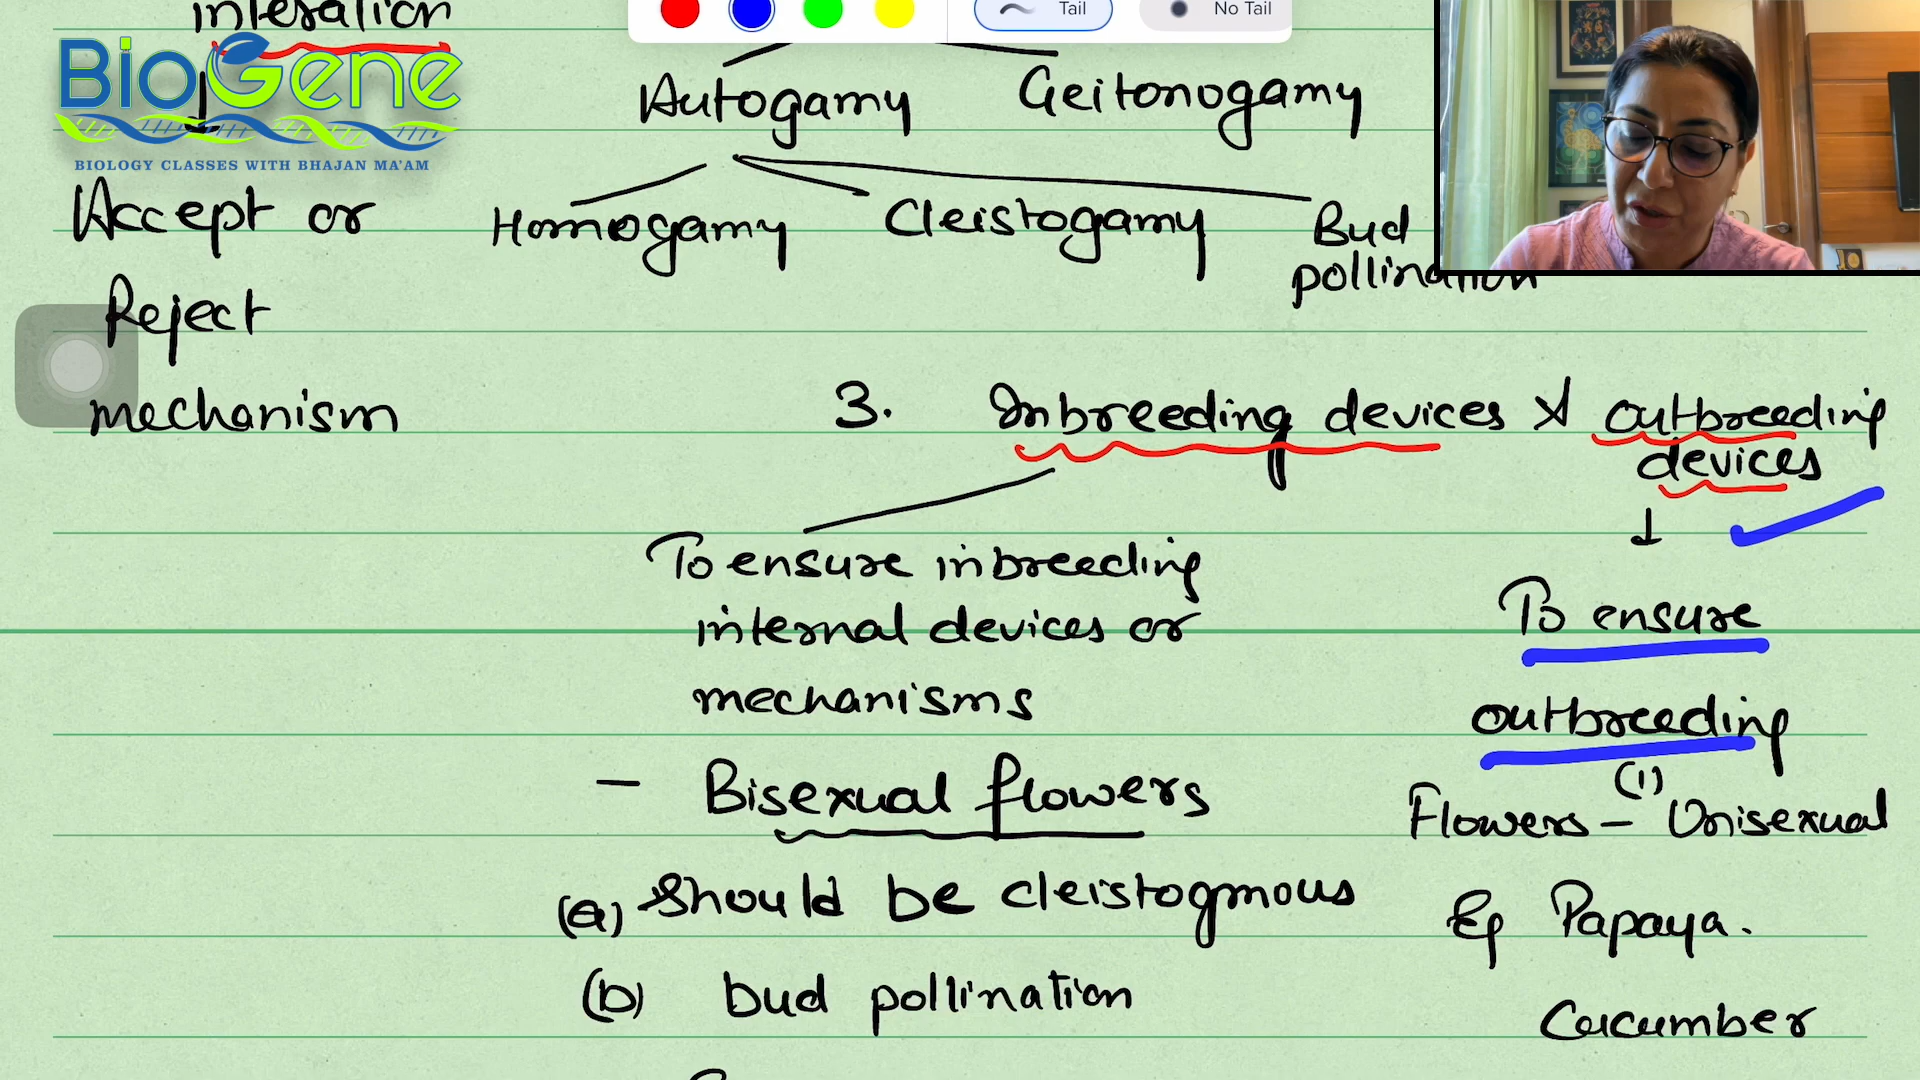 interation
Tail
No Tail
BioGene
BIOLOGY CLASSES WITH BHAJAN MA'AM
Autogamy
Geitonogamy
Accept or
Reject
mechanism
Homogamy
Cleistogamy
Bud
pollination
3. Inbreeding devices & outbreeding
devices
To ensure inbreeding
internal devices or
mechanisms
- Bisexual flowers
(a) Should be cleistogmous
(b) bud pollination
To ensure
outbreeding
(1)
Flowers - Unisexual
Eg Papaya.
Cucumber